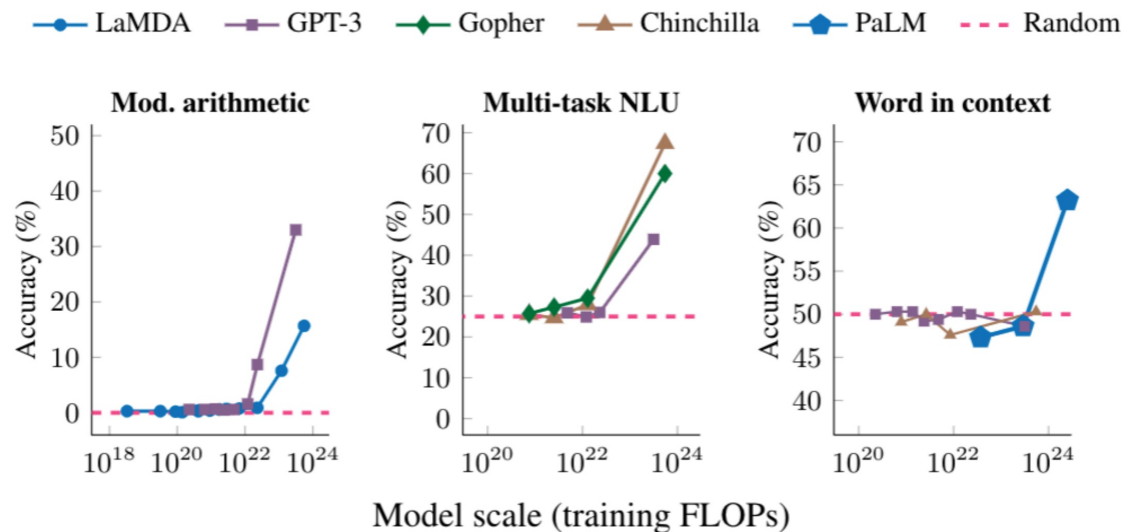 LaMDA GPT-3 Gopher Chinchilla PaLM Random
Mod. arithmetic
Accuracy (%)
50
40
30
20
10
0
10^18 10^20 10^22 10^24
Multi-task NLU
Accuracy (%)
70
60
50
40
30
20
10
0
10^20 10^22 10^24
Word in context
Accuracy (%)
70
65
60
55
50
45
40
10^20 10^22 10^24
Model scale (training FLOPs)